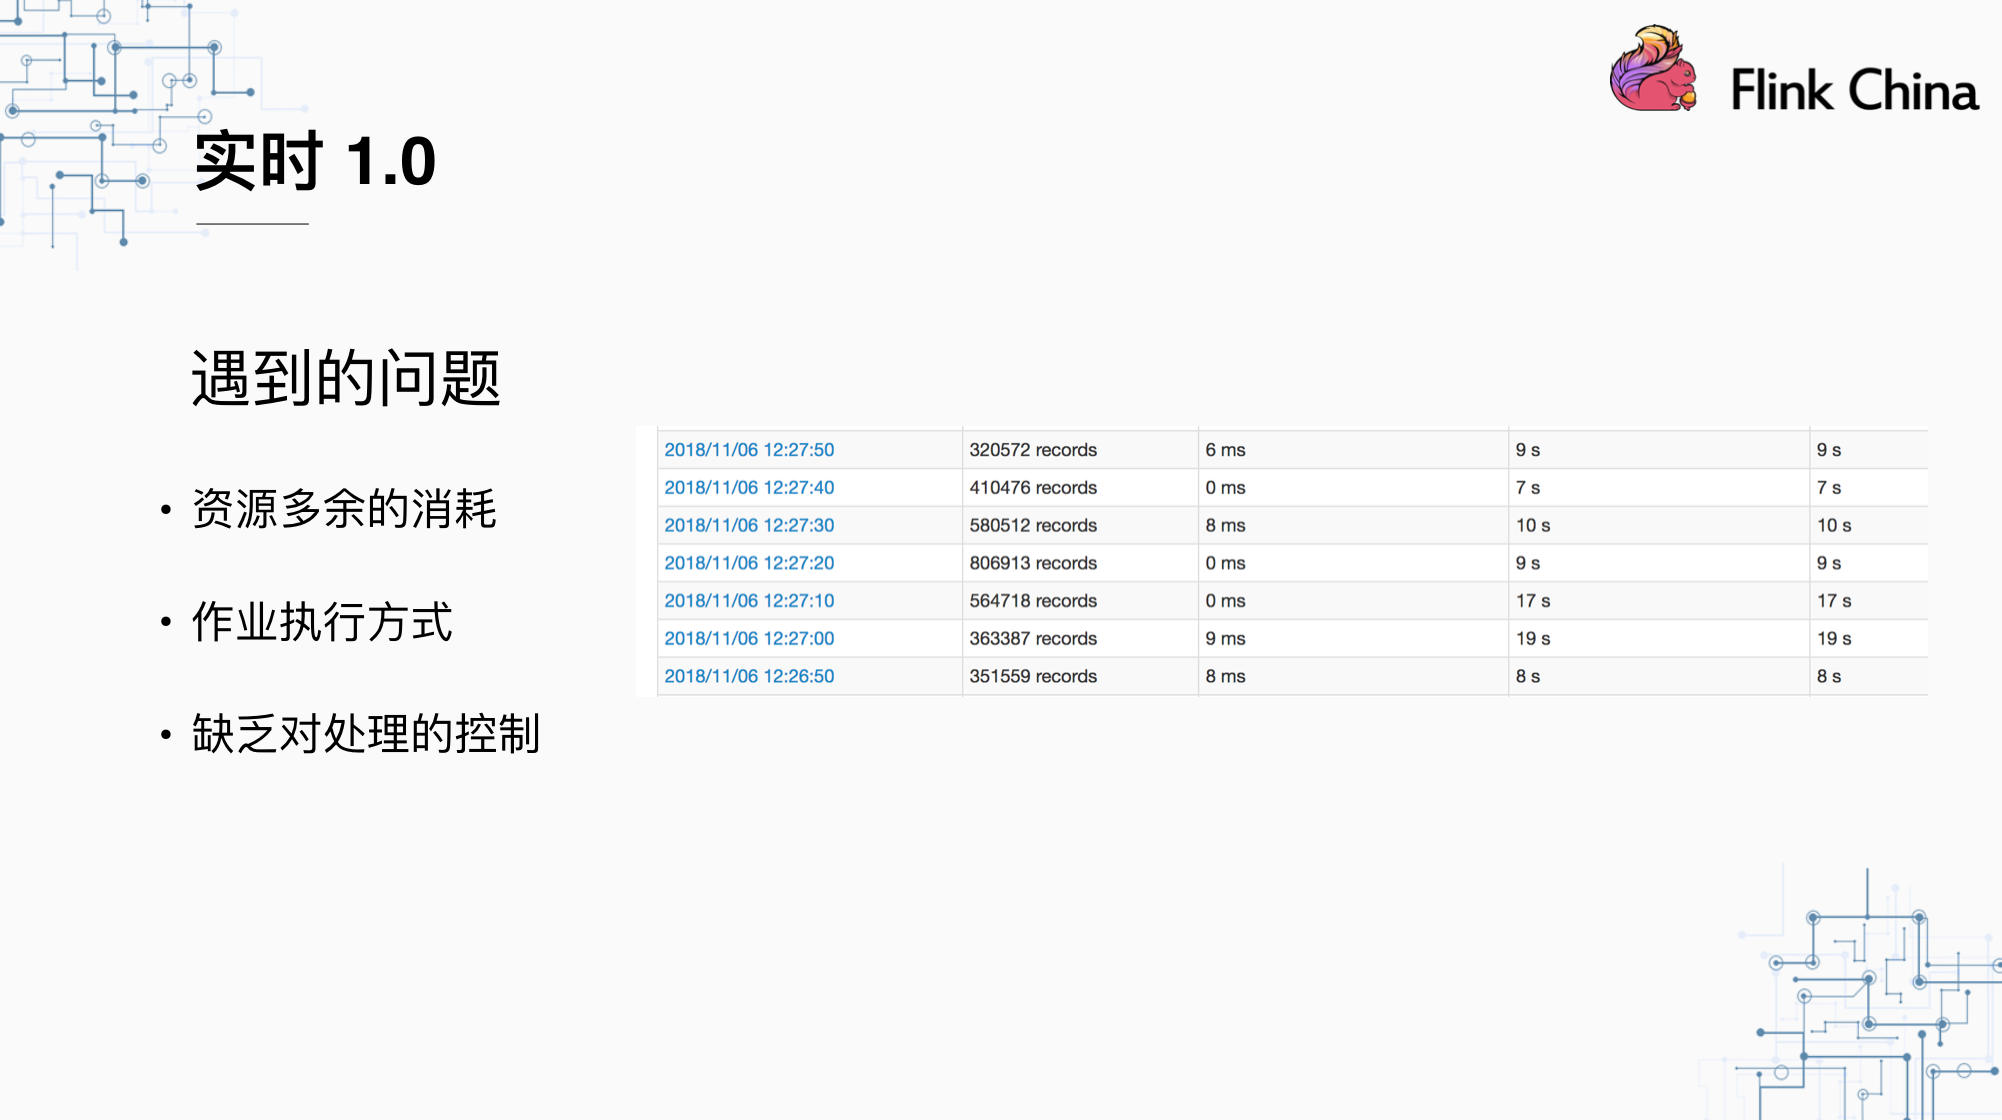 Flink China
实时 1.0
遇到的问题
• 资源多余的消耗
• 作业执行方式
• 缺乏对处理的控制
2018/11/06 12:27:50 320572 records 6 ms 9 s 9 s
2018/11/06 12:27:40 410476 records 0 ms 7 s 7 s
2018/11/06 12:27:30 580512 records 8 ms 10 s 10 s
2018/11/06 12:27:20 806913 records 0 ms 9 s 9 s
2018/11/06 12:27:10 564718 records 0 ms 17 s 17 s
2018/11/06 12:27:00 363387 records 9 ms 19 s 19 s
2018/11/06 12:26:50 351559 records 8 ms 8 s 8 s